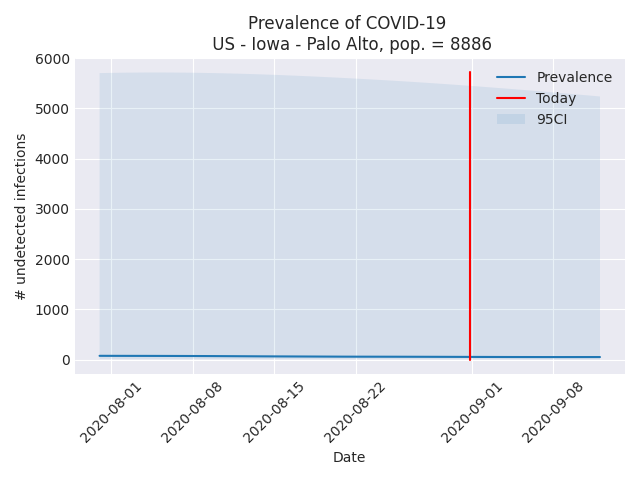 Prevalence of COVID-19
US - Iowa - Palo Alto, pop. = 8886
6000
5000
4000
3000
2000
1000
0
# undetected infections
Prevalence
Today
95CI
2020-08-01
2020-08-08
2020-08-15
2020-08-22
2020-09-01
2020-09-08
Date